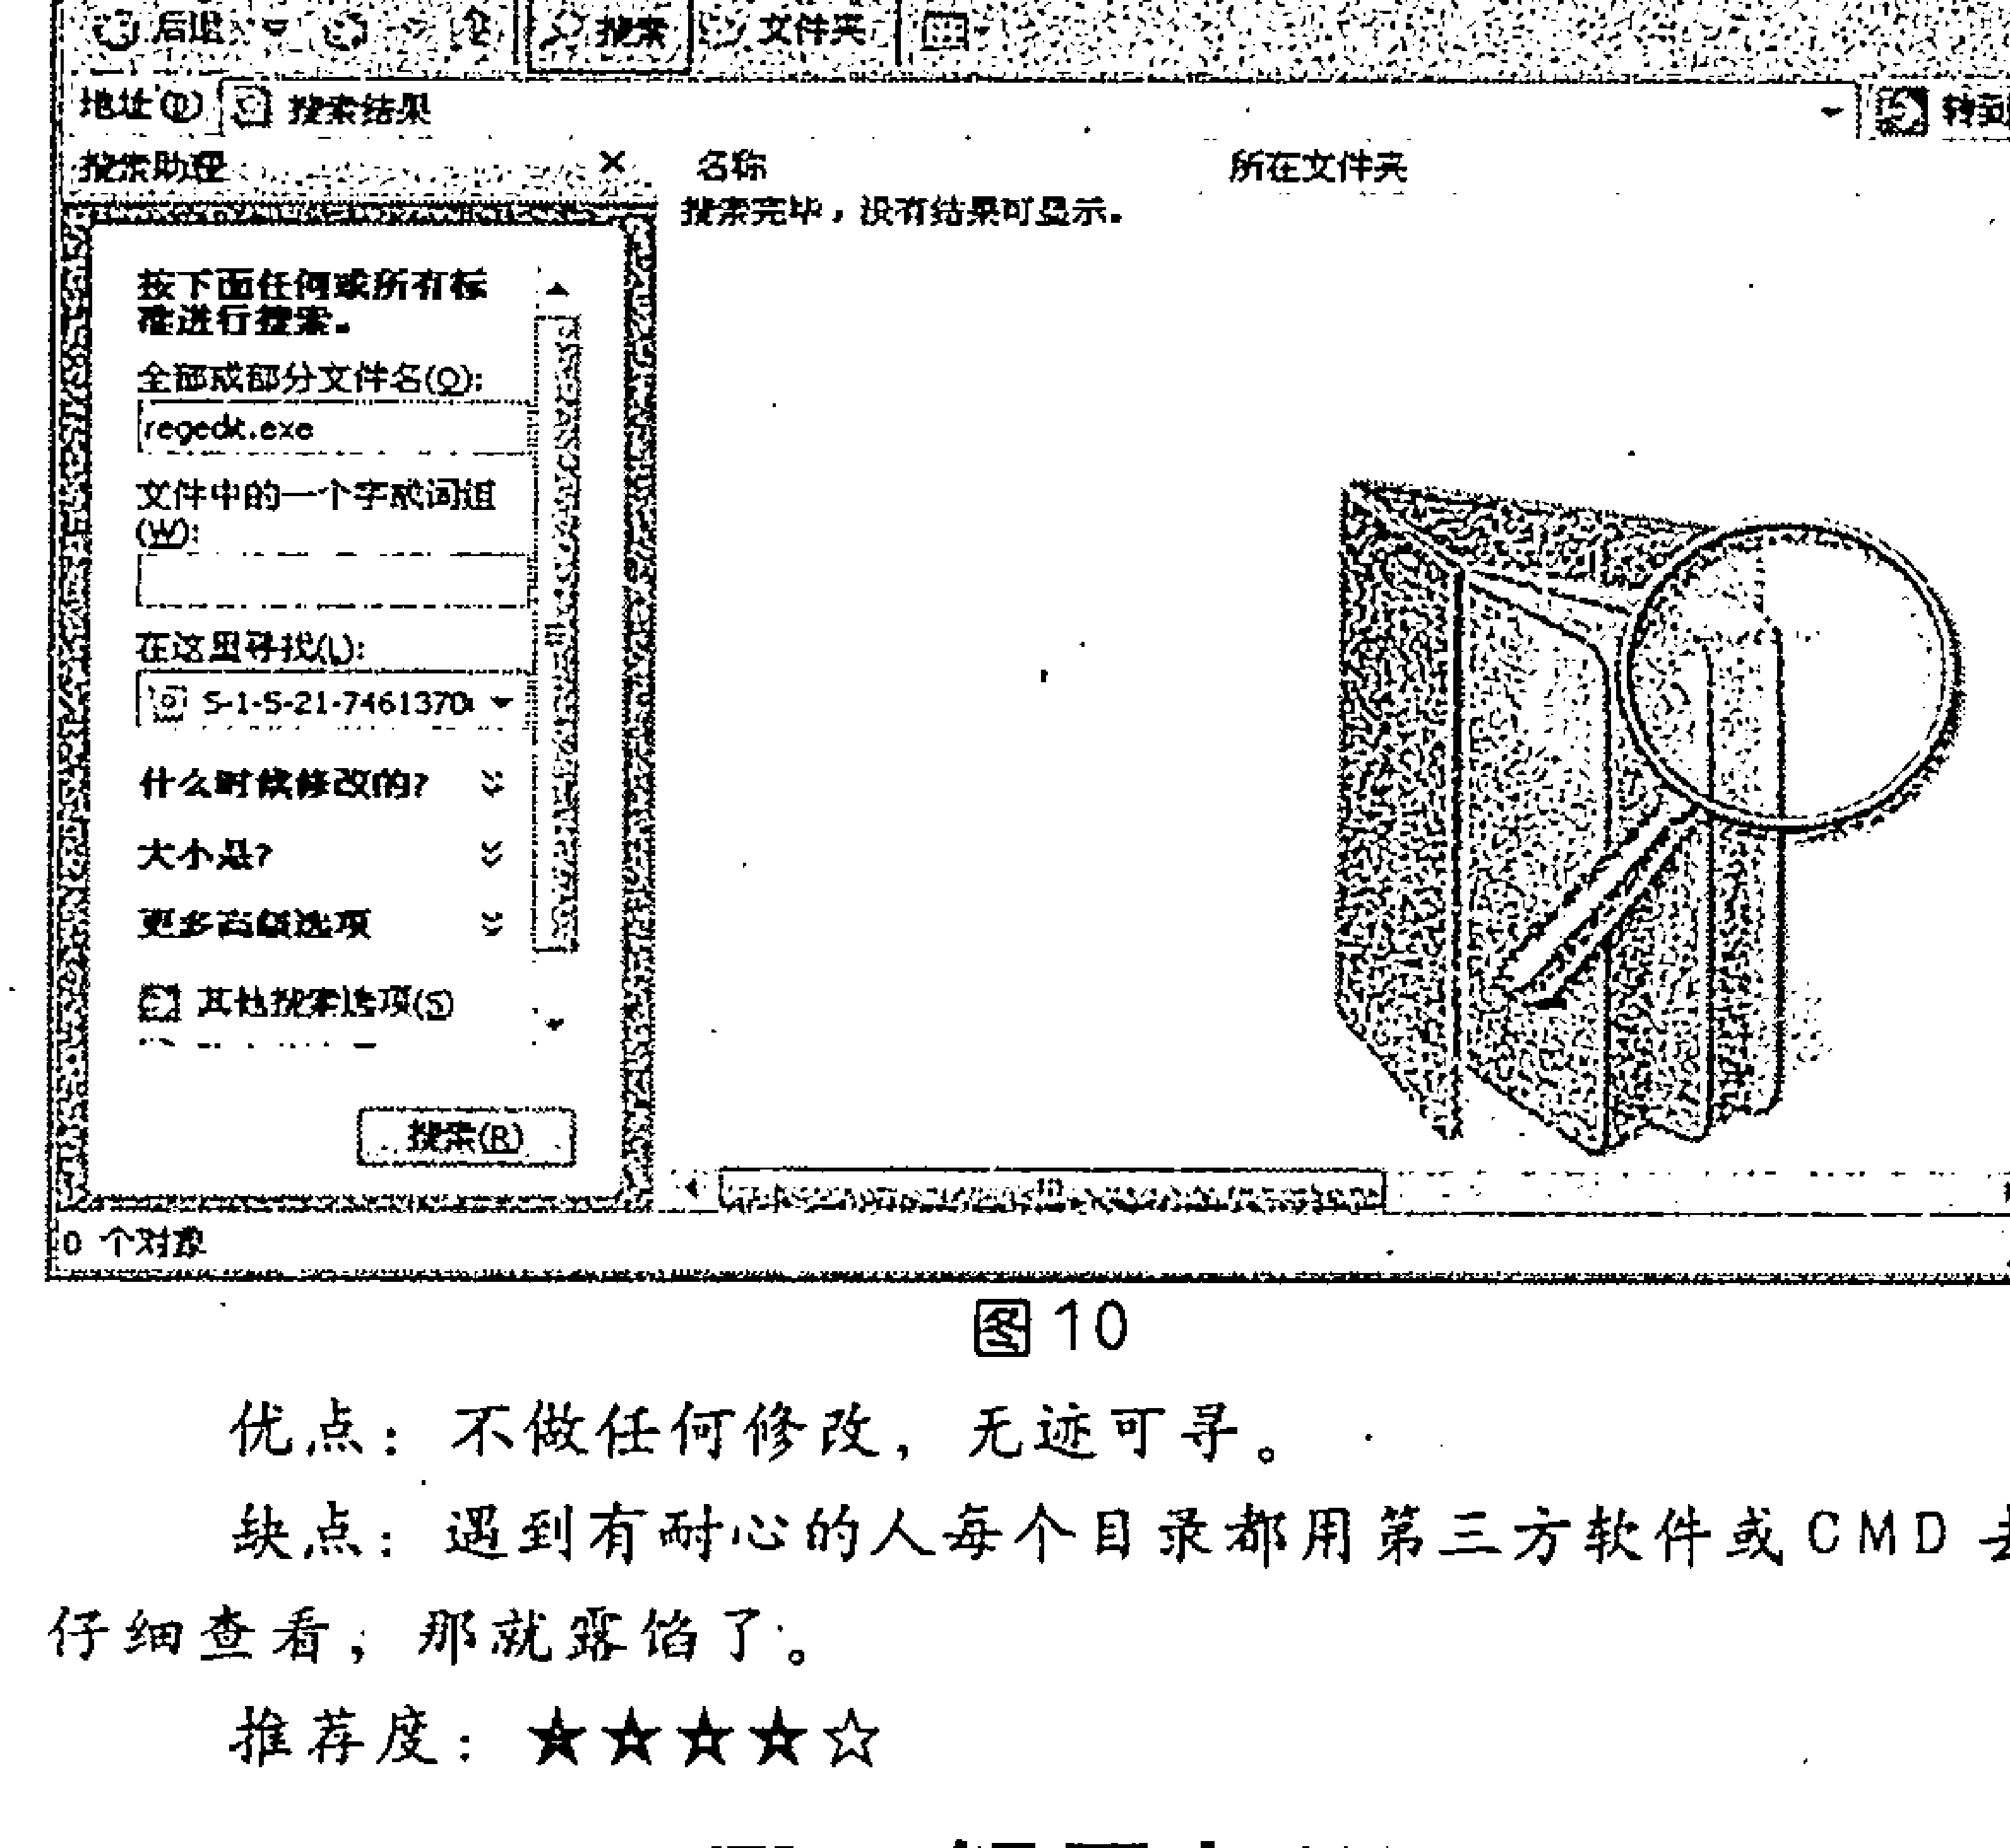 后退 搜索 文件夹
地址(D) 搜索结果 转到
搜索助理 名称 所在文件夹
搜索完毕，没有结果可显示。
按下面任何或所有标
准进行搜索。
全部或部分文件名(O):
regedit.exe
文件中的一个字或词组
(W):
在这里寻找(L):
S-1-5-21-7461370
什么时候修改的?
大小是?
更多高级选项
其他搜索选项(S)
搜索(R)
0 个对象
图10
优点：不做任何修改，无迹可寻。
缺点：遇到有耐心的人每个目录都用第三方软件或CMD去
仔细查看，那就露馅了。
推荐度：★★★★☆